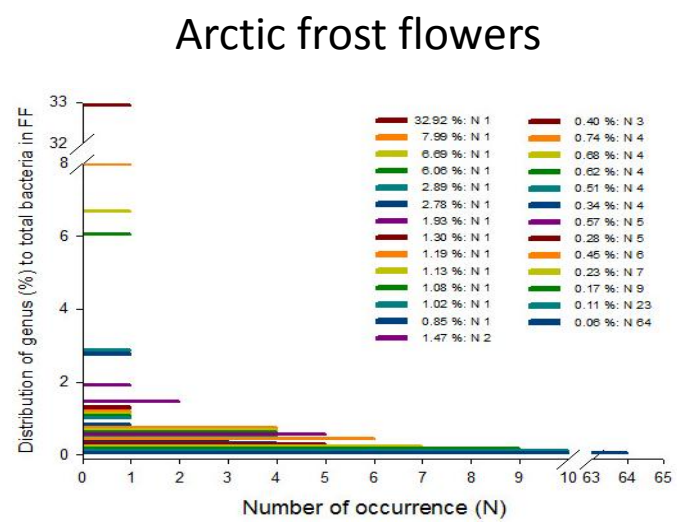 Arctic frost flowers
Distribution of genus (%) to total bacteria in FF
33
32
8
6
4
2
0
32.92 %: N 1
7.99 %: N 1
6.69 %: N 1
6.06 %: N 1
2.89 %: N 1
2.78 %: N 1
1.93 %: N 1
1.30 %: N 1
1.19 %: N 1
1.13 %: N 1
1.08 %: N 1
1.02 %: N 1
0.85 %: N 1
1.47 %: N 2
0.40 %: N 3
0.74 %: N 4
0.68 %: N 4
0.62 %: N 4
0.51 %: N 4
0.34 %: N 4
0.57 %: N 5
0.28 %: N 5
0.45 %: N 6
0.23 %: N 7
0.17 %: N 9
0.11 %: N 23
0.06 %: N 64
0 1 2 3 4 5 6 7 8 9 10 63 64 65
Number of occurrence (N)